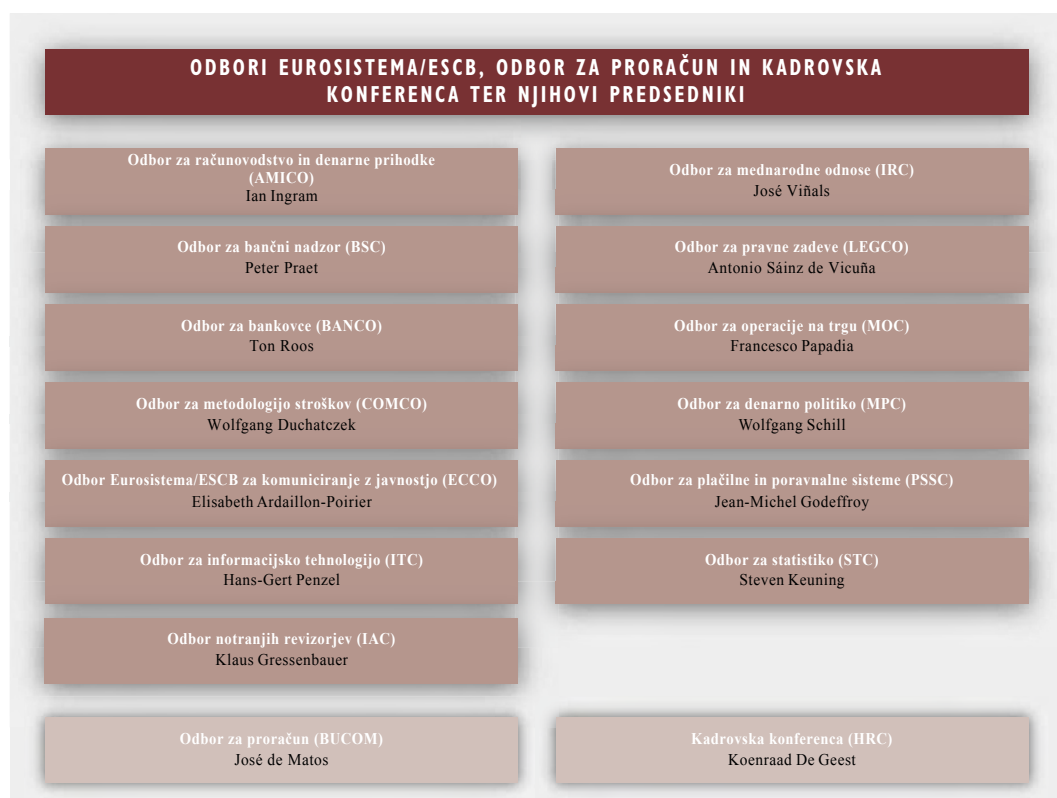 ODBORI EUROSISTEMA/ESCB, ODBOR ZA PRORAČUN IN KADROVSKA
KONFERENCA TER NJIHOVI PREDSEDNIKI
Odbor za računovodstvo in denarne prihodke
(AMICO)
Ian Ingram
Odbor za bančni nadzor (BSC)
Peter Praet
Odbor za bankovce (BANCO)
Ton Roos
Odbor za metodologijo stroškov (COMCO)
Wolfgang Duchatczek
Odbor Eurosistema/ESCB za komuniciranje z javnostjo (ECCO)
Elisabeth Ardaillon-Poirier
Odbor za informacijsko tehnologijo (ITC)
Hans-Gert Penzel
Odbor notranjih revizorjev (IAC)
Klaus Gressenbauer
Odbor za mednarodne odnose (IRC)
José Viñals
Odbor za pravne zadeve (LEGCO)
Antonio Sáinz de Vicuña
Odbor za operacije na trgu (MOC)
Francesco Papadia
Odbor za denarno politiko (MPC)
Wolfgang Schill
Odbor za plačilne in poravnalne sisteme (PSSC)
Jean-Michel Godeffroy
Odbor za statistiko (STC)
Steven Keuning
Odbor za proračun (BUCOM)
José de Matos
Kadrovska konferenca (HRC)
Koenraad De Geest